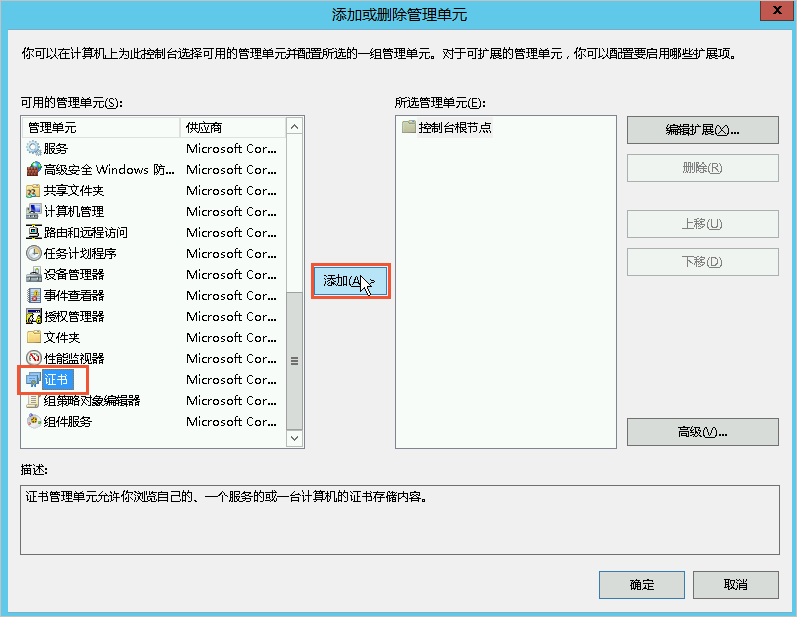 添加或删除管理单元
x
你可以在计算机上为此控制台选择可用的管理单元并配置所选的一组管理单元。对于可扩展的管理单元，你可以配置要启用哪些扩展项。
可用的管理单元(S):
管理单元 供应商
服务 Microsoft Cor...
高级安全 Windows 防... Microsoft Cor...
共享文件夹 Microsoft Cor...
计算机管理 Microsoft Cor...
路由和远程访问 Microsoft Cor...
任务计划程序 Microsoft Cor...
设备管理器 Microsoft Cor...
事件查看器 Microsoft Cor...
授权管理器 Microsoft Cor...
文件夹 Microsoft Cor...
性能监视器 Microsoft Cor...
证书 Microsoft Cor...
组策略对象编辑器 Microsoft Cor...
组件服务 Microsoft Cor...
添加(A) >
所选管理单元(E):
控制台根节点
编辑扩展(X)...
删除(R)
上移(U)
下移(D)
高级(V)...
描述:
证书管理单元允许你浏览自己的、一个服务的或一台计算机的证书存储内容。
确定
取消